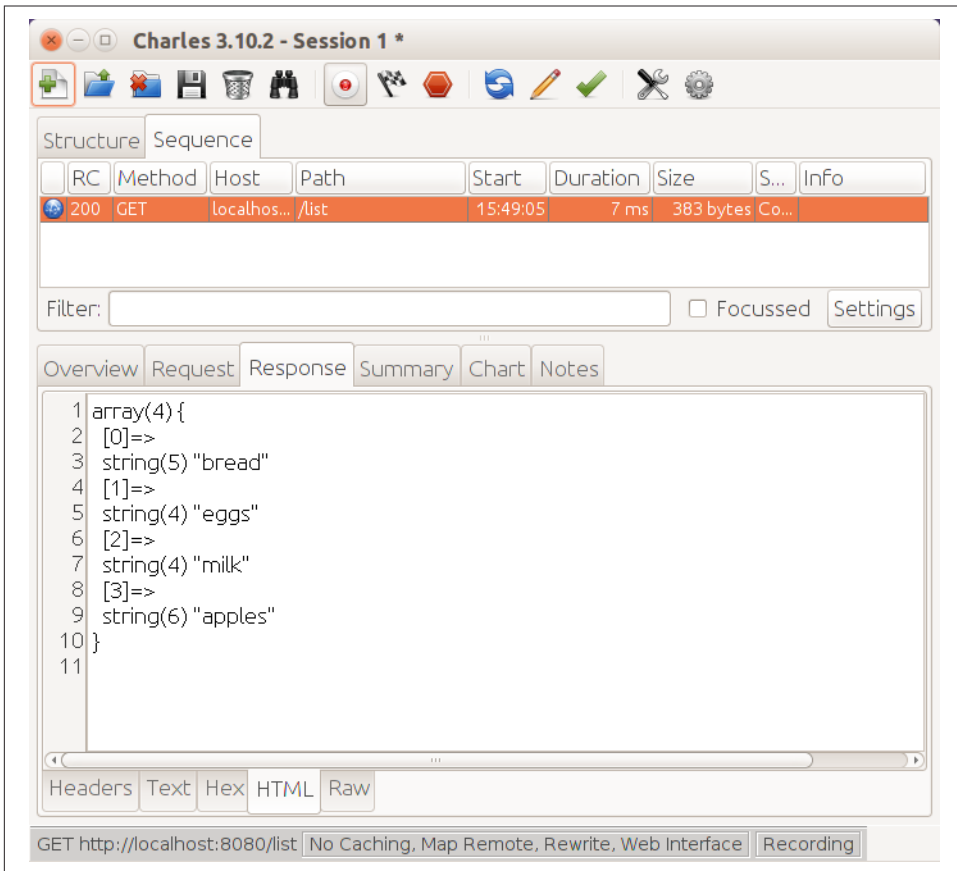 Charles 3.10.2 - Session 1 *
Structure Sequence
RC Method Host Path Start Duration Size S... Info
200 GET localhos... /list 15:49:05 7 ms 383 bytes Co...
Filter: Focussed Settings
Overview Request Response Summary Chart Notes
1 array(4) {
2 [0]=>
3 string(5) "bread"
4 [1]=>
5 string(4) "eggs"
6 [2]=>
7 string(4) "milk"
8 [3]=>
9 string(6) "apples"
10 }
11
Headers Text Hex HTML Raw
GET http://localhost:8080/list No Caching, Map Remote, Rewrite, Web Interface Recording